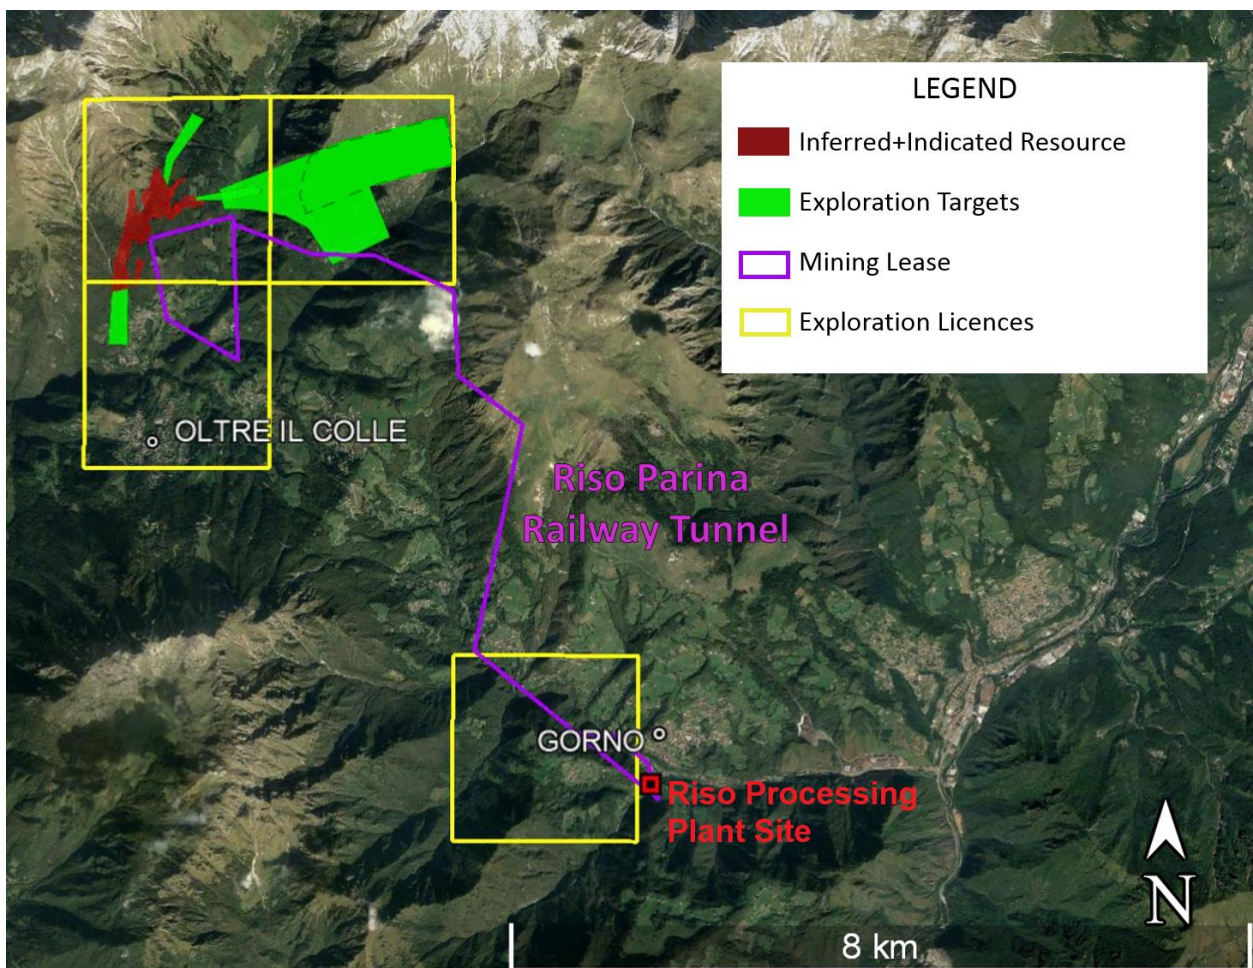 LEGEND
Inferred+Indicated Resource
Exploration Targets
Mining Lease
Exploration Licences
OLTRE IL COLLE
Riso Parina
Railway Tunnel
GORNO
Riso Processing
Plant Site
N
8 km